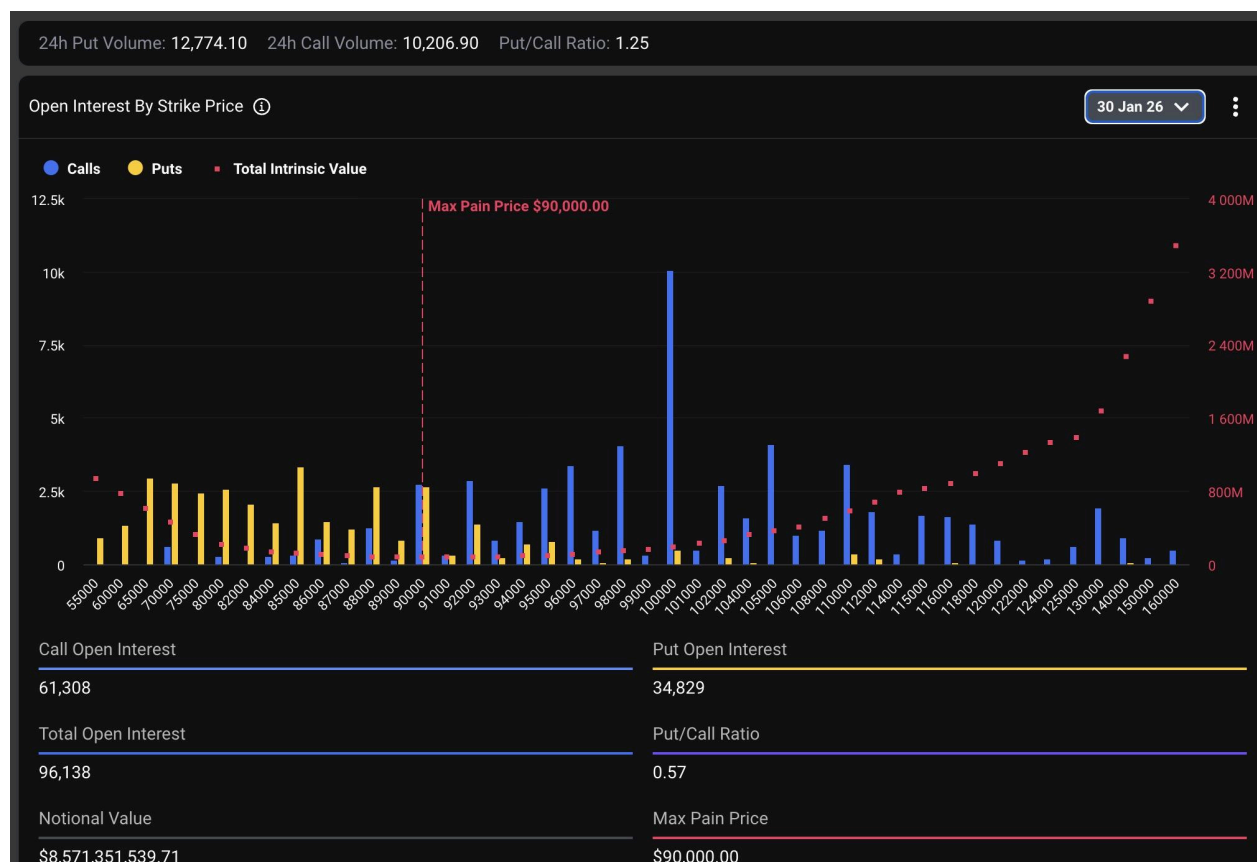 24h Put Volume: 12,774.10 24h Call Volume: 10,206.90 Put/Call Ratio: 1.25
Open Interest By Strike Price
30 Jan 26
Calls Puts Total Intrinsic Value
Max Pain Price $90,000.00
12.5k
10k
7.5k
5k
2.5k
0
4 000M
3 200M
2 400M
1 600M
800M
0
55000 60000 65000 70000 75000 80000 82000 84000 85000 86000 87000 88000 89000 90000 91000 92000 93000 94000 95000 96000 97000 98000 99000 100000 101000 102000 104000 105000 106000 108000 110000 112000 114000 115000 116000 118000 120000 122000 124000 125000 130000 140000 150000 160000
Call Open Interest
61,308
Put Open Interest
34,829
Total Open Interest
96,138
Put/Call Ratio
0.57
Notional Value
$8,571,351,539.71
Max Pain Price
$90,000.00